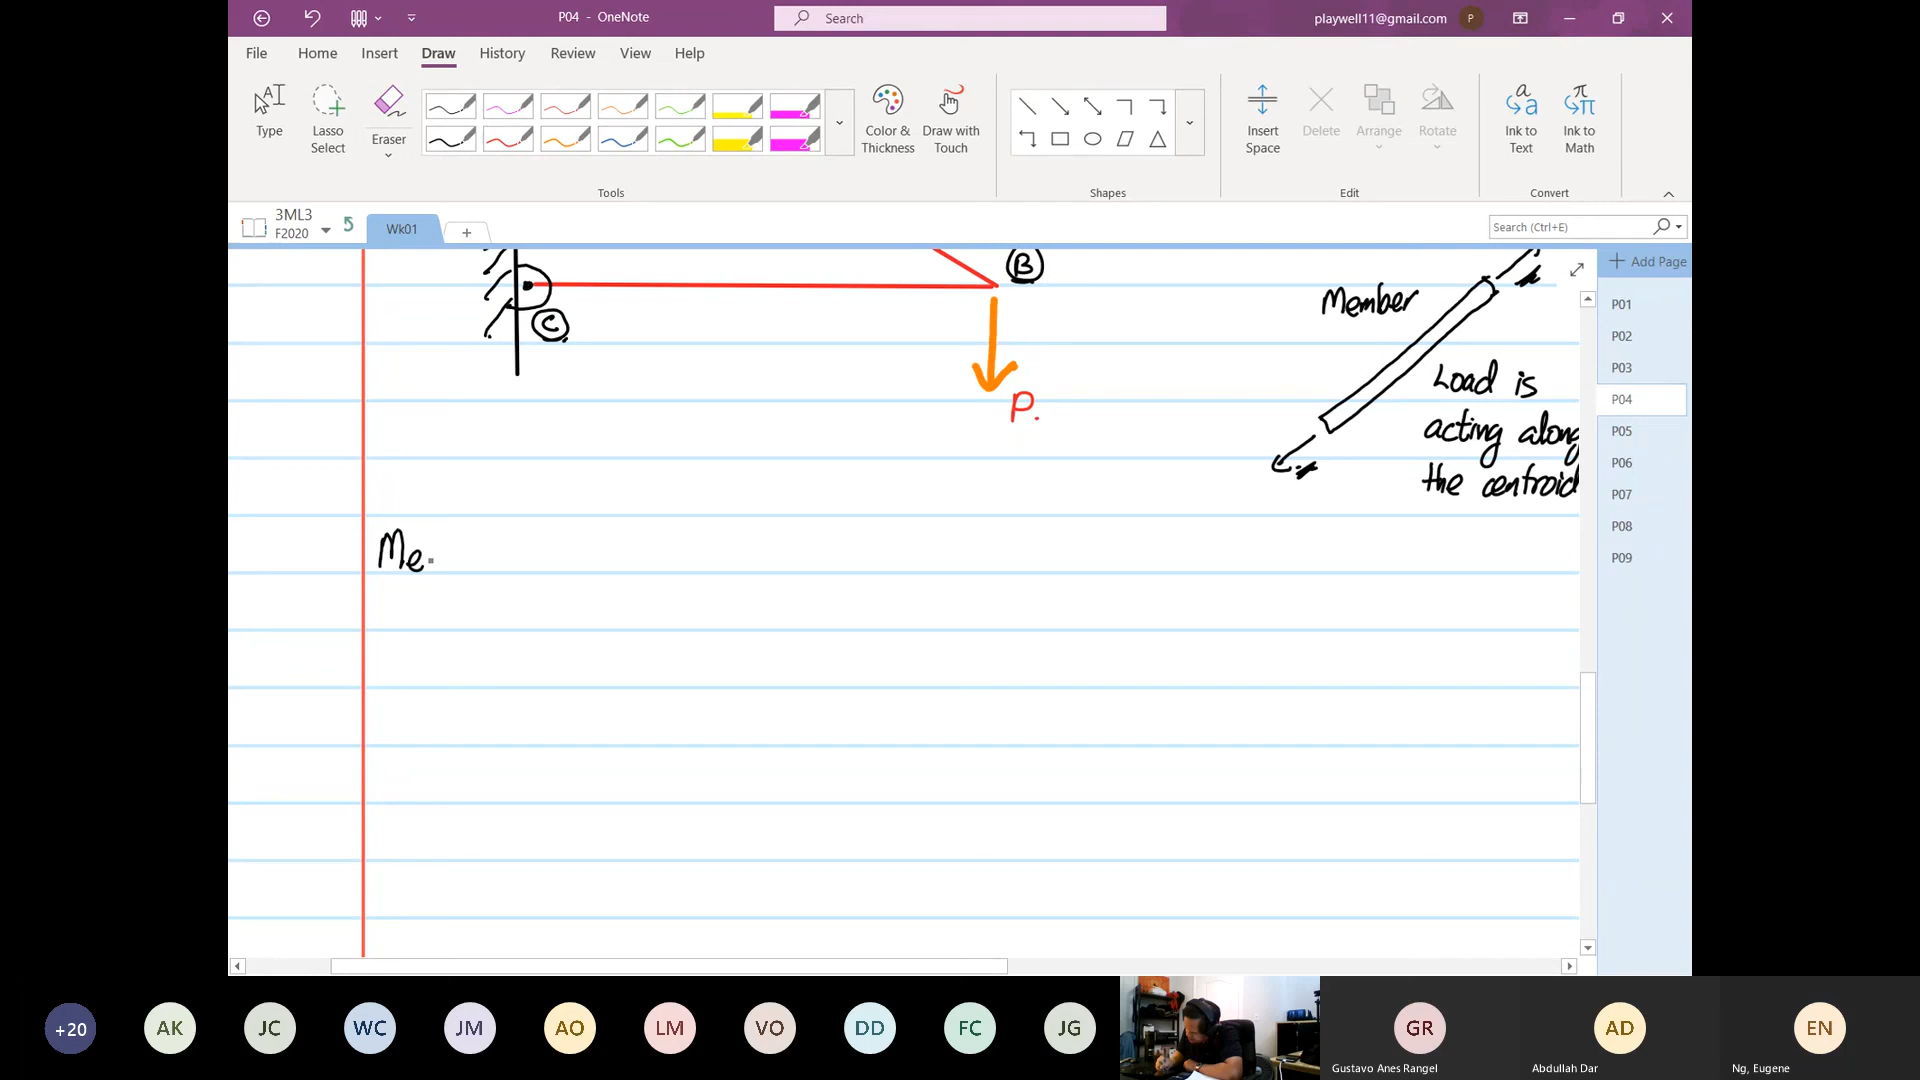 P04 - OneNote
Search
playwell11@gmail.com
P
File
Home
Insert
Draw
History
Review
View
Help
Type
Lasso Select
Eraser
Color & Thickness
Draw with Touch
Insert Space
Delete
Arrange
Rotate
Ink to Text
Ink to Math
Tools
Shapes
Edit
Convert
3ML3
F2020
Wk01
Search (Ctrl+E)
Add Page
P01
P02
P03
P04
P05
P06
P07
P08
P09
B
C
P.
Member
Load is
acting along
the centroid
Me
+20
AK
JC
WC
JM
AO
LM
VO
DD
FC
JG
GR
Gustavo Anes Rangel
AD
Abdullah Dar
EN
Ng, Eugene